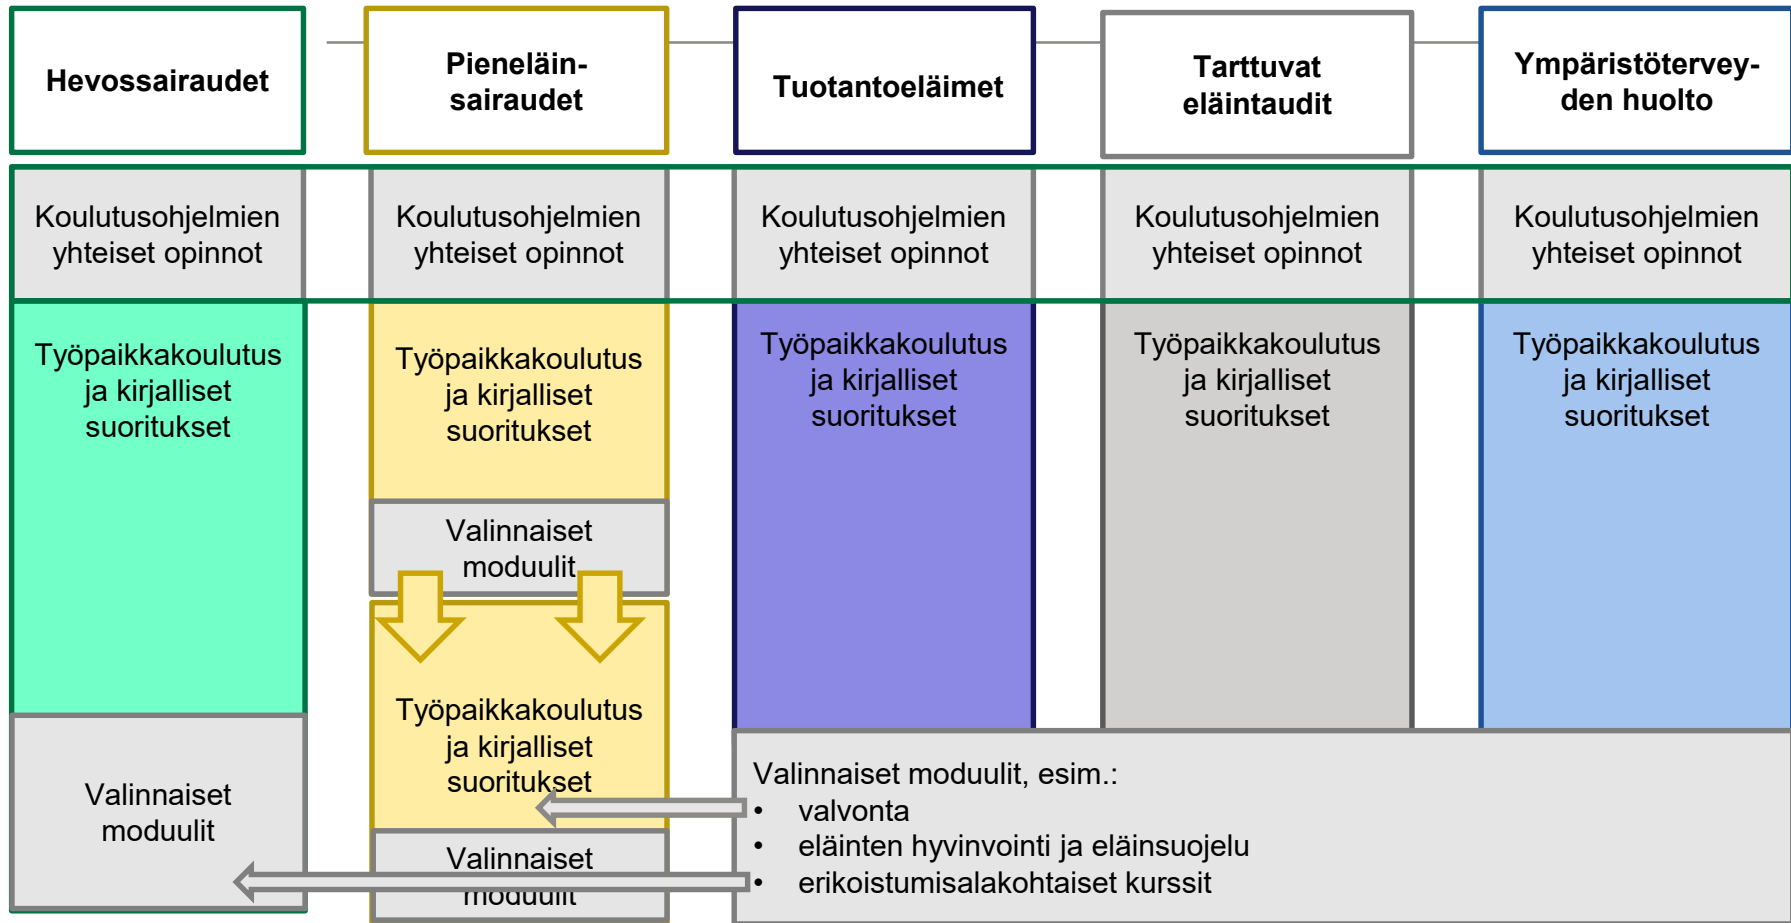 Hevossairaudet
Pieneläin-
sairaudet
Tuotantoeläimet
Tarttuvat
eläintaudit
Ympäristötervey-
den huolto
Koulutusohjelmien
yhteiset opinnot
Koulutusohjelmien
yhteiset opinnot
Koulutusohjelmien
yhteiset opinnot
Koulutusohjelmien
yhteiset opinnot
Koulutusohjelmien
yhteiset opinnot
Työpaikkakoulutus
ja kirjalliset
suoritukset
Työpaikkakoulutus
ja kirjalliset
suoritukset
Työpaikkakoulutus
ja kirjalliset
suoritukset
Työpaikkakoulutus
ja kirjalliset
suoritukset
Työpaikkakoulutus
ja kirjalliset
suoritukset
Valinnaiset
moduulit
Työpaikkakoulutus
ja kirjalliset
suoritukset
Valinnaiset
moduulit
Valinnaiset
moduulit
Valinnaiset moduulit, esim.:
• valvonta
• eläinten hyvinvointi ja eläinsuojelu
• erikoistumisalakohtaiset kurssit